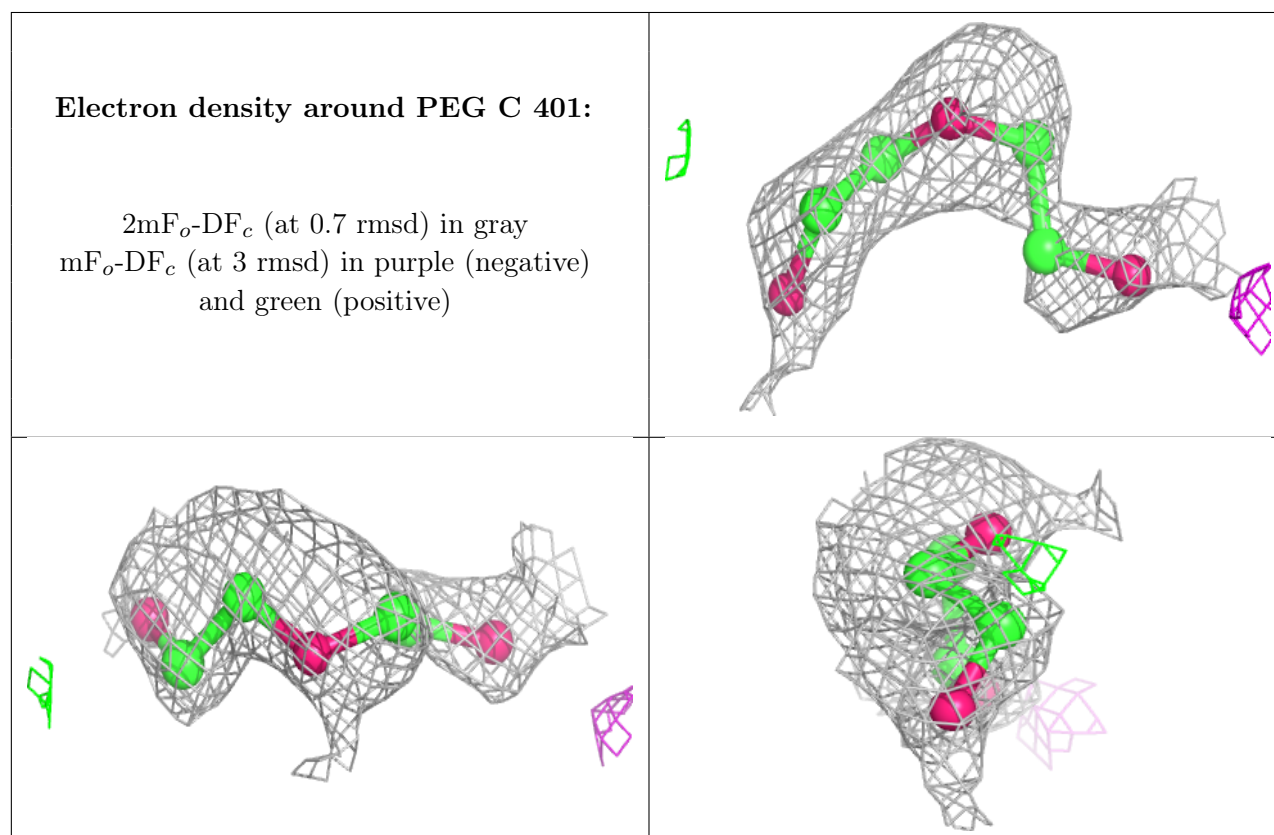 Electron density around PEG C 401:
2mFo-DFc (at 0.7 rmsd) in gray
mFo-DFc (at 3 rmsd) in purple (negative)
and green (positive)